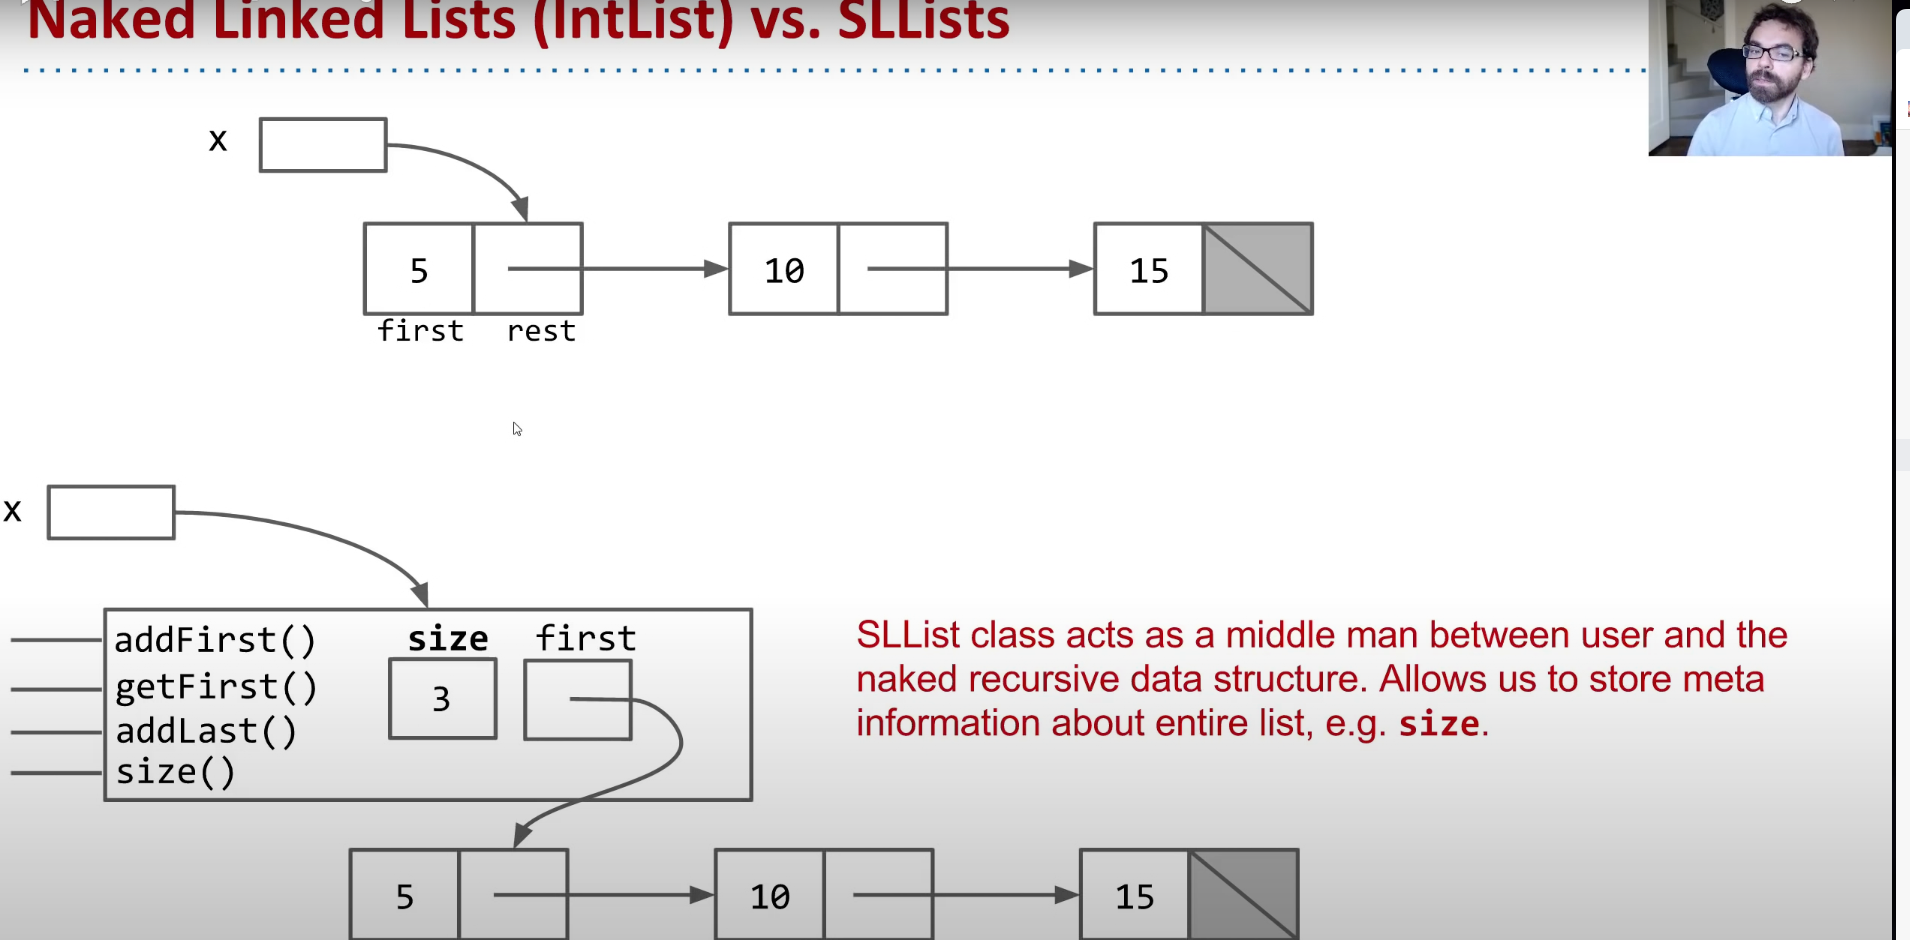 Naked Linked Lists (IntList) vs. SLLists
x
5
10
15
first rest
x
addFirst() size first
getFirst() 3
addLast()
size()
SLList class acts as a middle man between user and the
naked recursive data structure. Allows us to store meta
information about entire list, e.g. size.
5
10
15